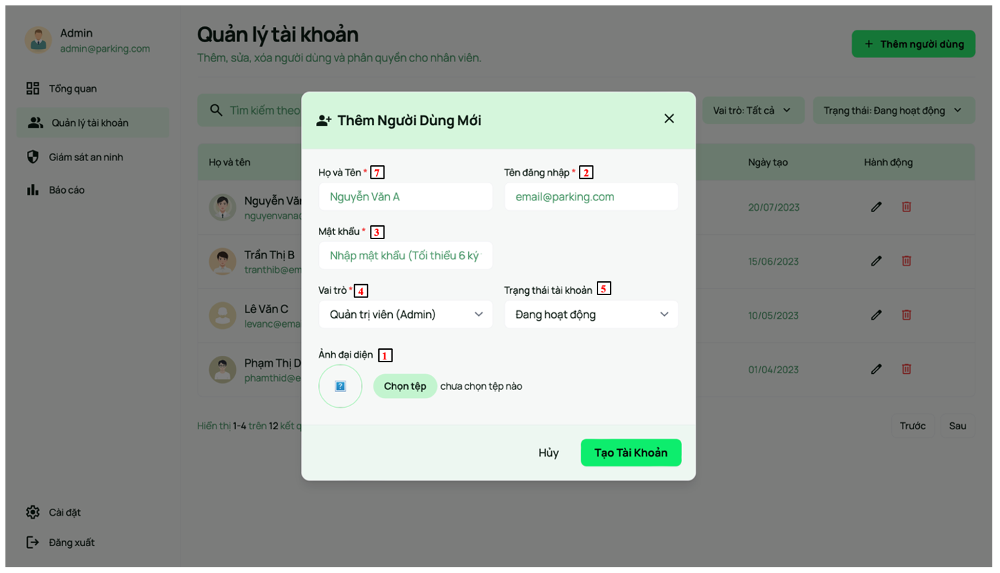 Admin
admin@parking.com
Tổng quan
Quản lý tài khoản
Giám sát an ninh
Báo cáo
Cài đặt
Đăng xuất
Quản lý tài khoản
Thêm, sửa, xóa người dùng và phân quyền cho nhân viên.
+ Thêm người dùng
Tìm kiếm theo
Vai trò: Tất cả
Trạng thái: Đang hoạt động
Họ và tên
Ngày tạo
Hành động
Nguyễn Văn
nguyenvana
20/07/2023
Trần Thị B
tranthib@em
15/06/2023
Lê Văn C
levanc@ema
10/05/2023
Phạm Thị D
phamthid@e
01/04/2023
Hiển thị 1-4 trên 12 kết q
Trước
Sau
Thêm Người Dùng Mới
Họ và Tên * 7
Tên đăng nhập * 2
Nguyễn Văn A
email@parking.com
Mật khẩu * 3
Nhập mật khẩu (Tối thiểu 6 ký
Vai trò * 4
Trạng thái tài khoản 5
Quản trị viên (Admin)
Đang hoạt động
Ảnh đại diện 1
?
Chọn tệp chưa chọn tệp nào
Hủy
Tạo Tài Khoản